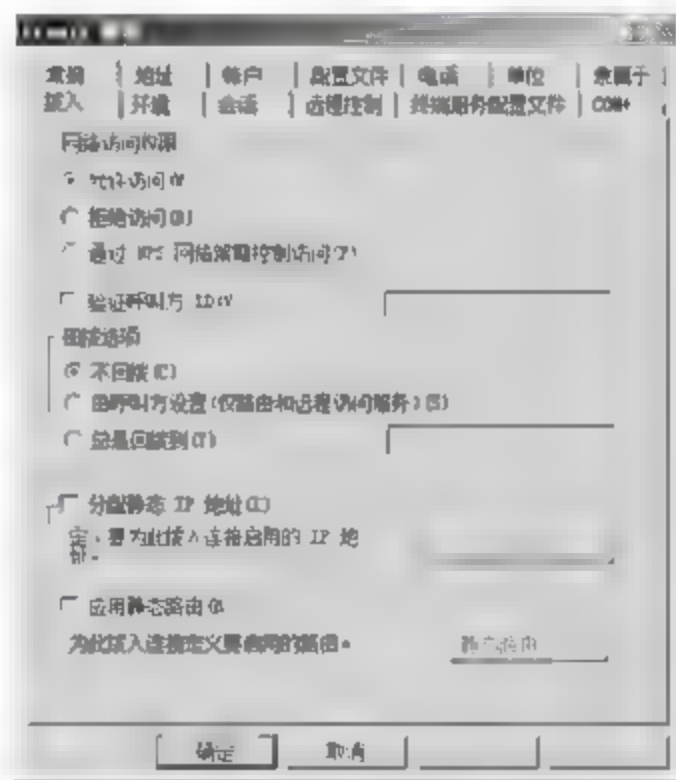 常规 地址 帐户 配置文件 电话 单位 隶属于
拨入 环境 会话 远程控制 终端服务配置文件 COM+
网络访问权限
允许访问(W)
拒绝访问(D)
通过 NPS 网络策略控制访问(P)
验证呼叫方 ID(V)
回拨选项
不回拨(C)
由呼叫方设置(仅路由和远程访问服务)(S)
总是回拨到(Y)
分配静态 IP 地址(I)
定义要为此拨入连接启用的 IP 地
址。
应用静态路由(R)
为此拨入连接定义要启用的路由。
静态路由
确定 取消